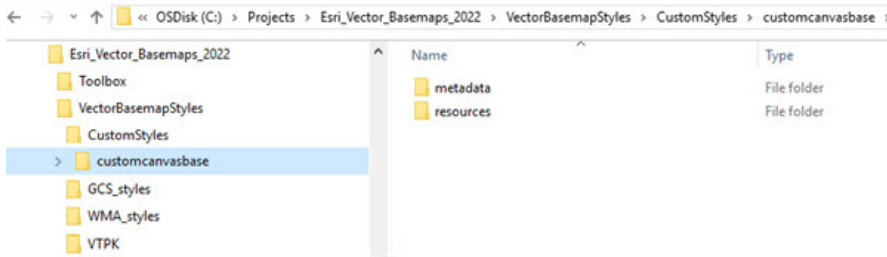 « OSDisk (C:) › Projects › Esri_Vector_Basemaps_2022 › VectorBasemapStyles › CustomStyles › customcanvasbase ›
Esri_Vector_Basemaps_2022
Toolbox
VectorBasemapStyles
CustomStyles
customcanvasbase
GCS_styles
WMA_styles
VTPK
Name Type
metadata File folder
resources File folder